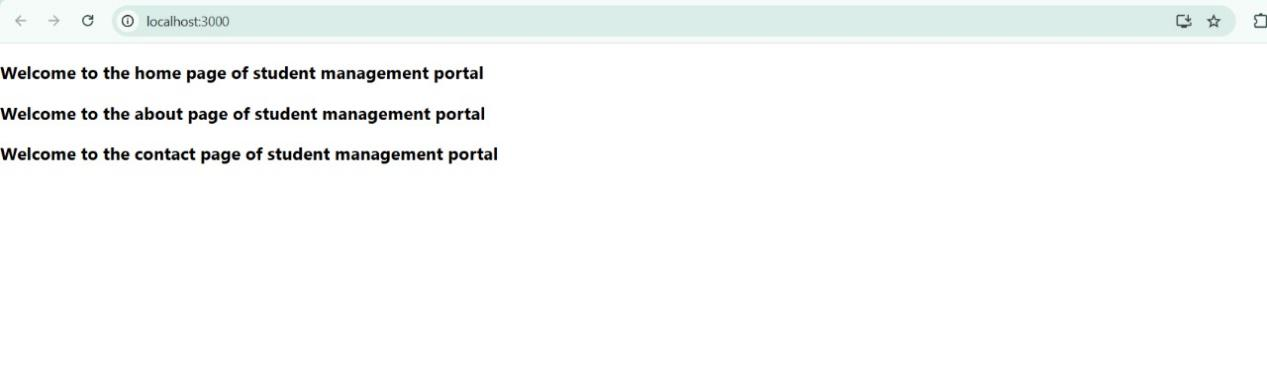 localhost:3000
Welcome to the home page of student management portal
Welcome to the about page of student management portal
Welcome to the contact page of student management portal